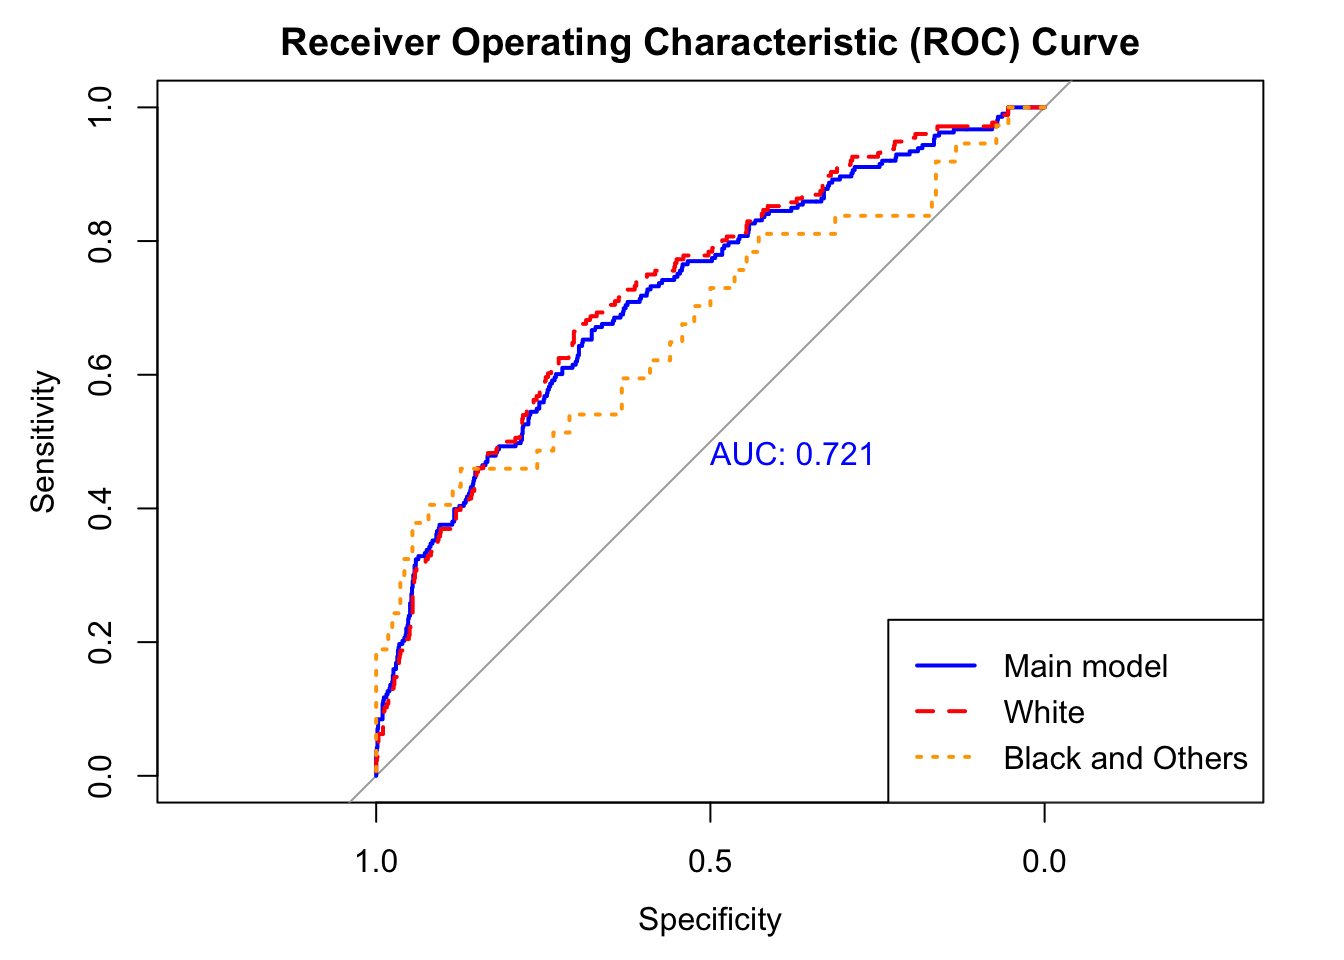 Receiver Operating Characteristic (ROC) Curve
Sensitivity
1.0
0.8
0.6
0.4
0.2
0.0
AUC: 0.721
Main model
White
Black and Others
1.0 0.5 0.0
Specificity